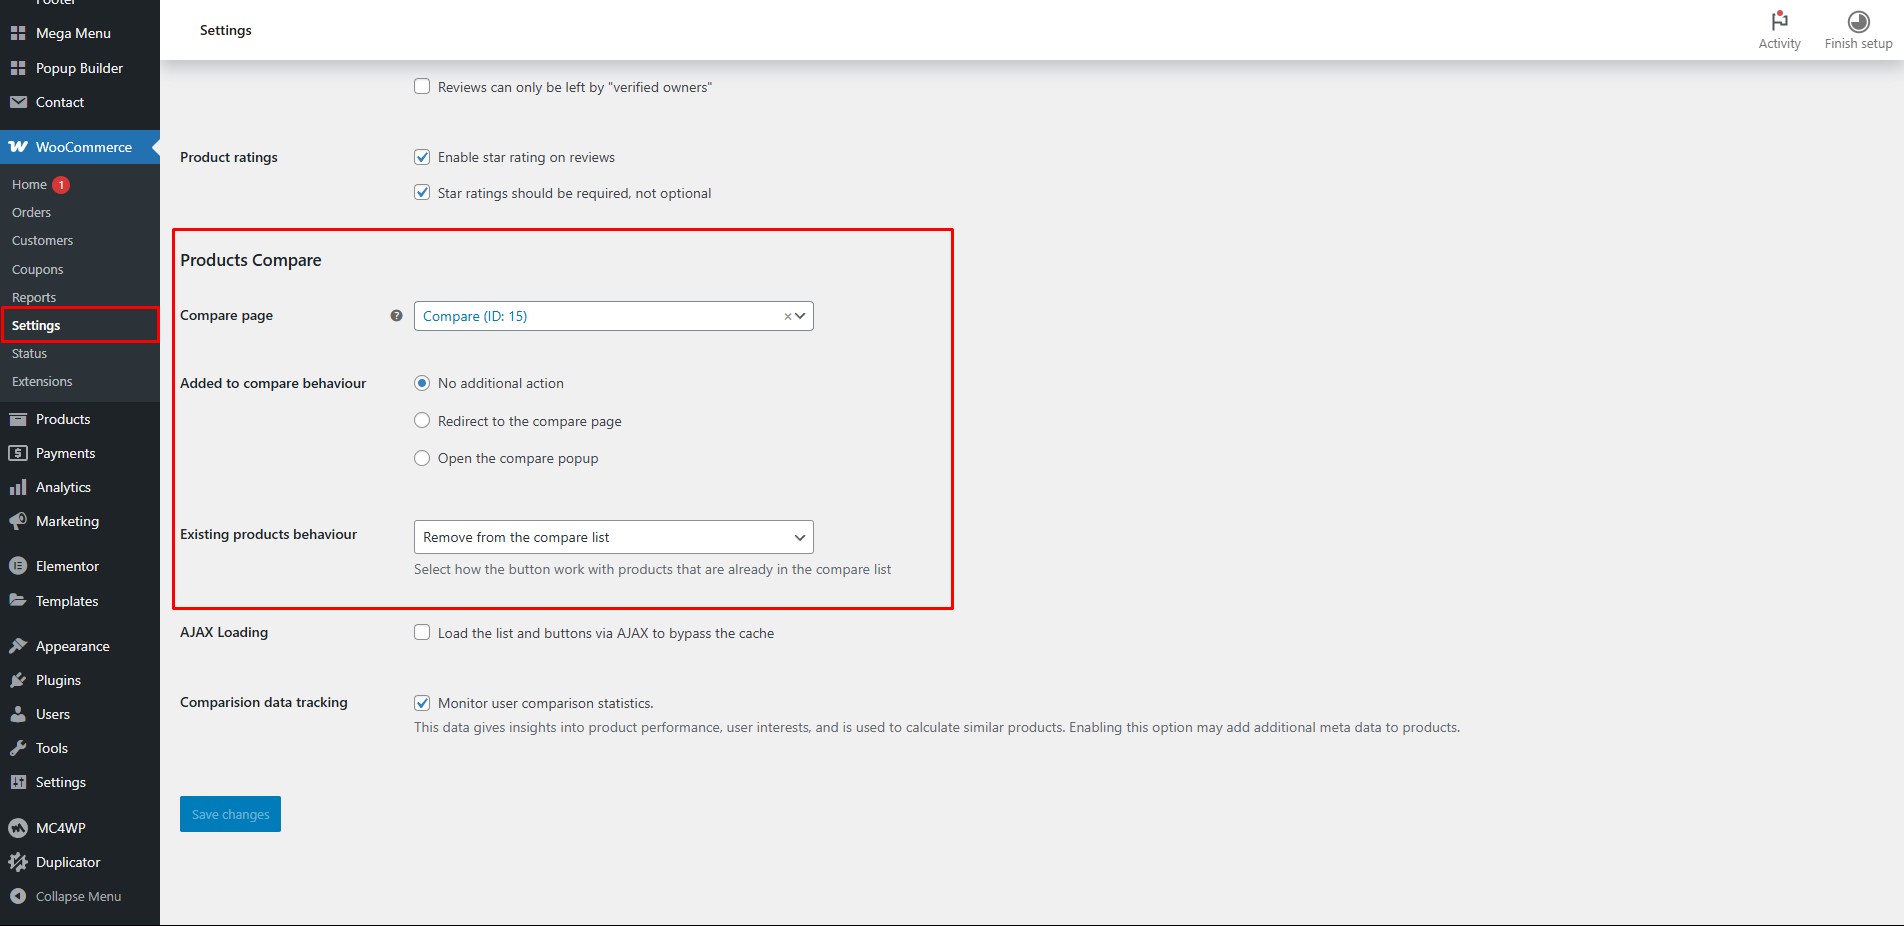 Footer
Mega Menu
Popup Builder
Contact
WooCommerce
Home 1
Orders
Customers
Coupons
Reports
Settings
Status
Extensions
Products
Payments
Analytics
Marketing
Elementor
Templates
Appearance
Plugins
Users
Tools
Settings
MC4WP
Duplicator
Collapse Menu
Settings
Activity
Finish setup
Reviews can only be left by "verified owners"
Product ratings
Enable star rating on reviews
Star ratings should be required, not optional
Products Compare
Compare page
Compare (ID: 15)
Added to compare behaviour
No additional action
Redirect to the compare page
Open the compare popup
Existing products behaviour
Remove from the compare list
Select how the button work with products that are already in the compare list
AJAX Loading
Load the list and buttons via AJAX to bypass the cache
Comparision data tracking
Monitor user comparison statistics.
This data gives insights into product performance, user interests, and is used to calculate similar products. Enabling this option may add additional meta data to products.
Save changes